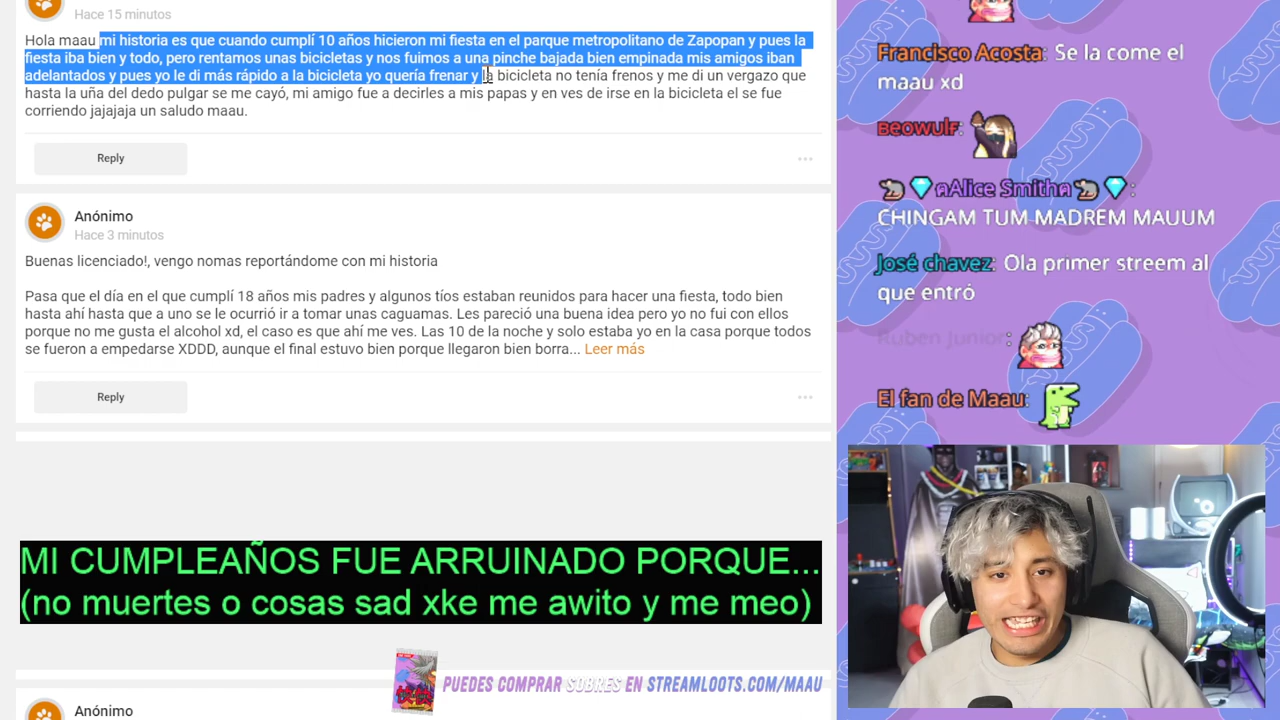 Hace 15 minutos
Hola maau mi historia es que cuando cumplí 10 años hicieron mi fiesta en el parque metropolitano de Zapopan y pues la
fiesta iba bien y todo, pero rentamos unas bicicletas y nos fuimos a una pinche bajada bien empinada mis amigos iban
adelantados y pues yo le di más rápido a la bicicleta yo quería frenar y la bicicleta no tenía frenos y me di un vergazo que
hasta la uña del dedo pulgar se me cayó, mi amigo fue a decirles a mis papas y en ves de irse en la bicicleta el se fue
corriendo jajajaja un saludo maau.
Reply
Anónimo
Hace 3 minutos
Buenas licenciado!, vengo nomas reportándome con mi historia
Pasa que el día en el que cumplí 18 años mis padres y algunos tíos estaban reunidos para hacer una fiesta, todo bien
hasta ahí hasta que a uno se le ocurrió ir a tomar unas caguamas. Les pareció una buena idea pero yo no fui con ellos
porque no me gusta el alcohol xd, el caso es que ahí me ves. Las 10 de la noche y solo estaba yo en la casa porque todos
se fueron a empedarse XDDD, aunque el final estuvo bien porque llegaron bien borra... Leer más
Reply
MI CUMPLEAÑOS FUE ARRUINADO PORQUE...
(no muertes o cosas sad xke me awito y me meo)
PUEDES COMPRAR SOBRES EN STREAMLOOTS.COM/MAAU
Anónimo
Francisco Acosta: Se la come el
maau xd
Beowulf:
Alice Smith :
CHINGAM TUM MADREM MAUUM
José chavez: Ola primer streem al
que entró
Ruben Junior:
El fan de Maau: